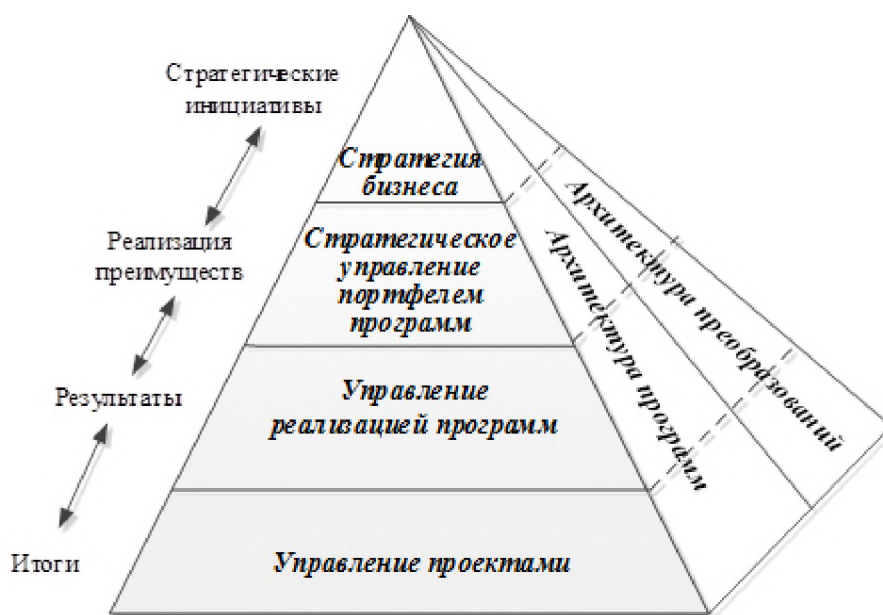 Стратегические
инициативы
Реализация
преимуществ
Результаты
Итоги
Стратегия
бизнеса
Стратегическое
управление
портфелем
программ
Управление
реализацией программ
Управление проектами
Архитектура программ
Архитектура преобразований